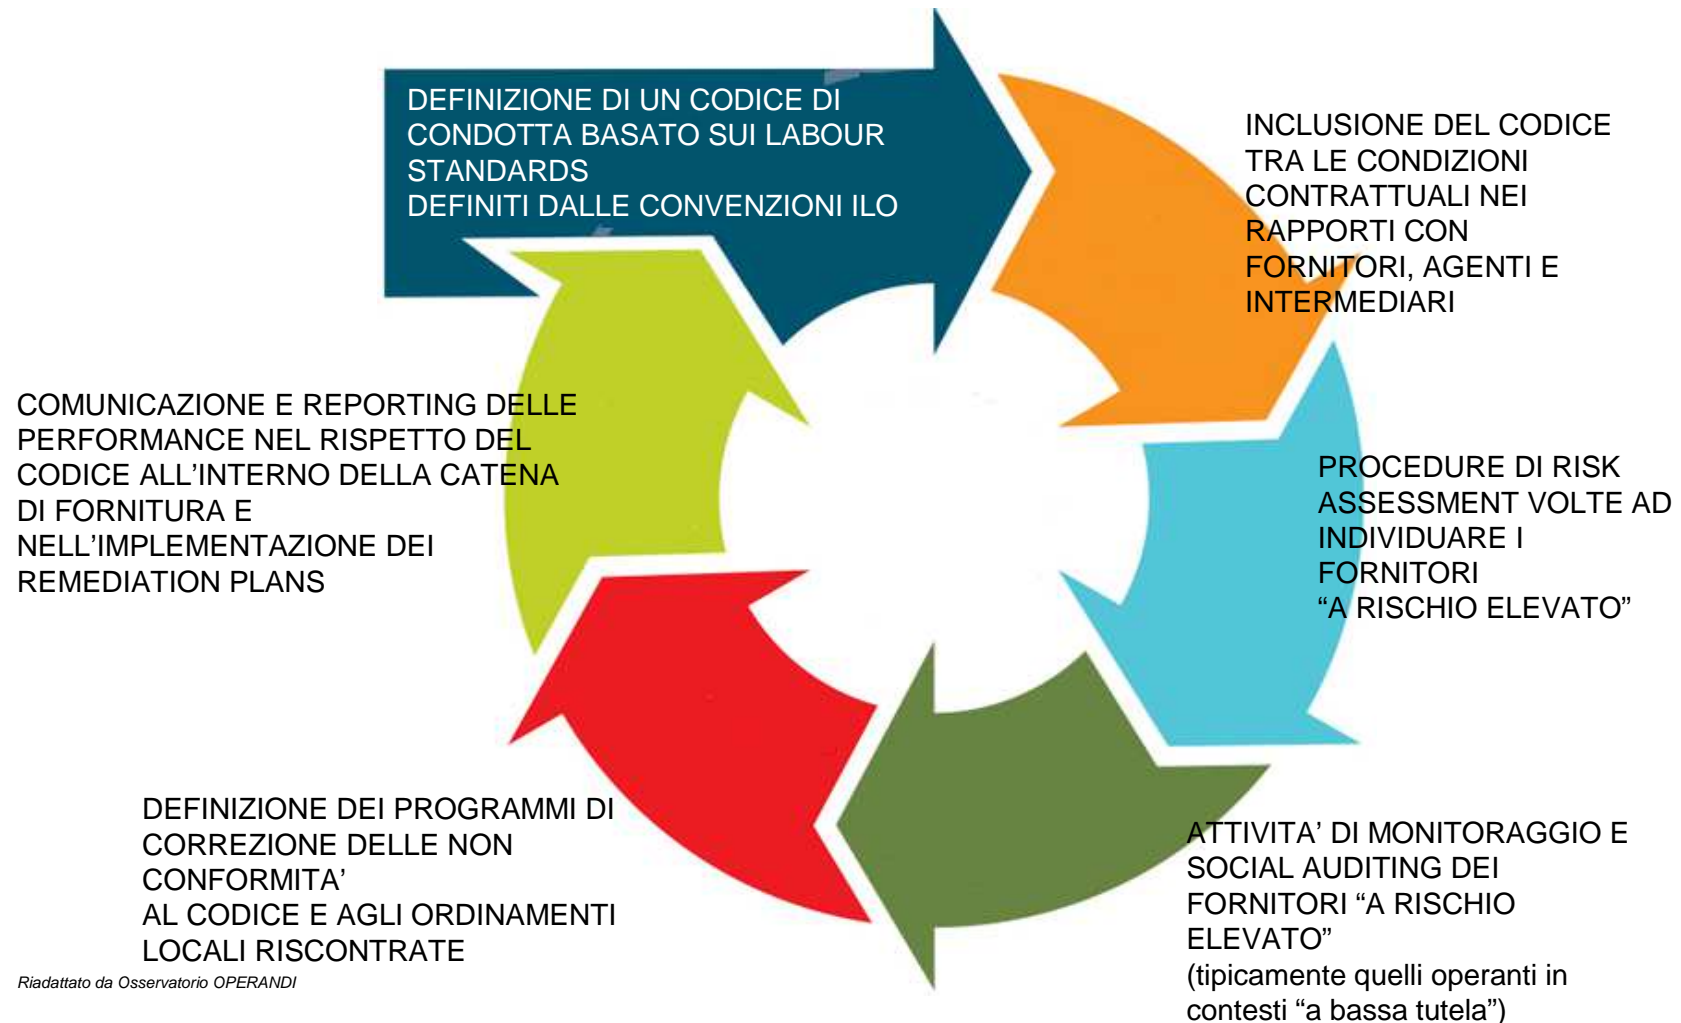 DEFINIZIONE DI UN CODICE DI
CONDOTTA BASATO SUI LABOUR
STANDARDS
DEFINITI DALLE CONVENZIONI ILO
INCLUSIONE DEL CODICE
TRA LE CONDIZIONI
CONTRATTUALI NEI
RAPPORTI CON
FORNITORI, AGENTI E
INTERMEDIARI
PROCEDURE DI RISK
ASSESSMENT VOLTE AD
INDIVIDUARE I
FORNITORI
“A RISCHIO ELEVATO”
ATTIVITA’ DI MONITORAGGIO E
SOCIAL AUDITING DEI
FORNITORI “A RISCHIO
ELEVATO”
(tipicamente quelli operanti in
contesti “a bassa tutela”)
DEFINIZIONE DEI PROGRAMMI DI
CORREZIONE DELLE NON
CONFORMITA’
AL CODICE E AGLI ORDINAMENTI
LOCALI RISCONTRATE
COMUNICAZIONE E REPORTING DELLE
PERFORMANCE NEL RISPETTO DEL
CODICE ALL’INTERNO DELLA CATENA
DI FORNITURA E
NELL’IMPLEMENTAZIONE DEI
REMEDIATION PLANS
Riadattato da Osservatorio OPERANDI